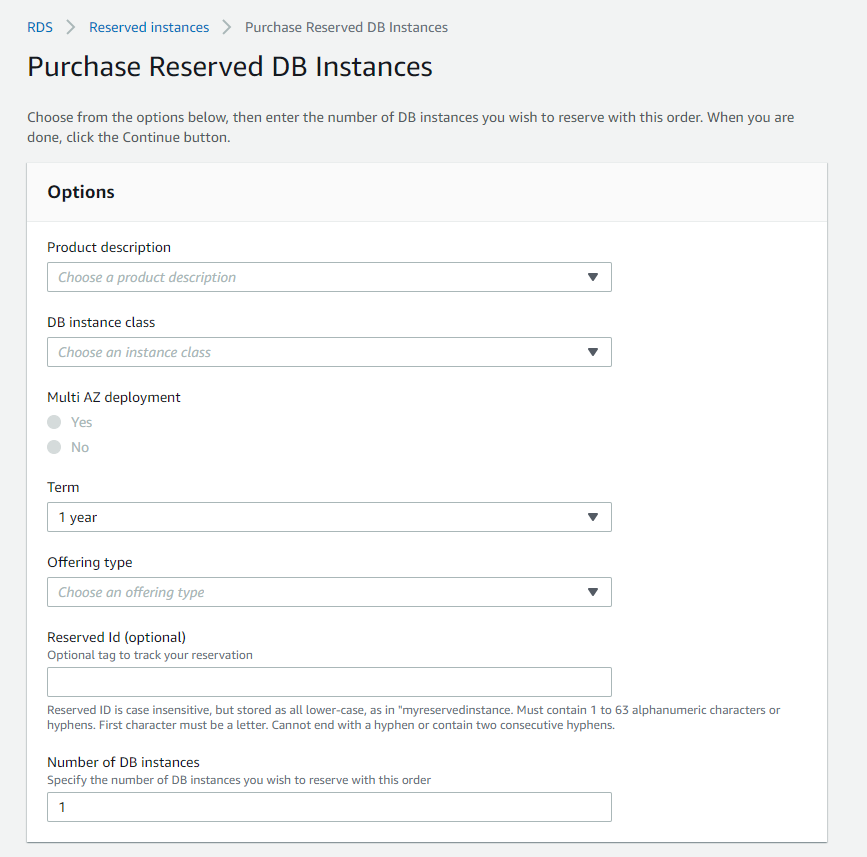 RDS > Reserved instances > Purchase Reserved DB Instances
Purchase Reserved DB Instances
Choose from the options below, then enter the number of DB instances you wish to reserve with this order. When you are
done, click the Continue button.
Options
Product description
Choose a product description
DB instance class
Choose an instance class
Multi AZ deployment
Yes
No
Term
1 year
Offering type
Choose an offering type
Reserved Id (optional)
Optional tag to track your reservation
Reserved ID is case insensitive, but stored as all lower-case, as in "myreservedinstance. Must contain 1 to 63 alphanumeric characters or
hyphens. First character must be a letter. Cannot end with a hyphen or contain two consecutive hyphens.
Number of DB instances
Specify the number of DB instances you wish to reserve with this order
1